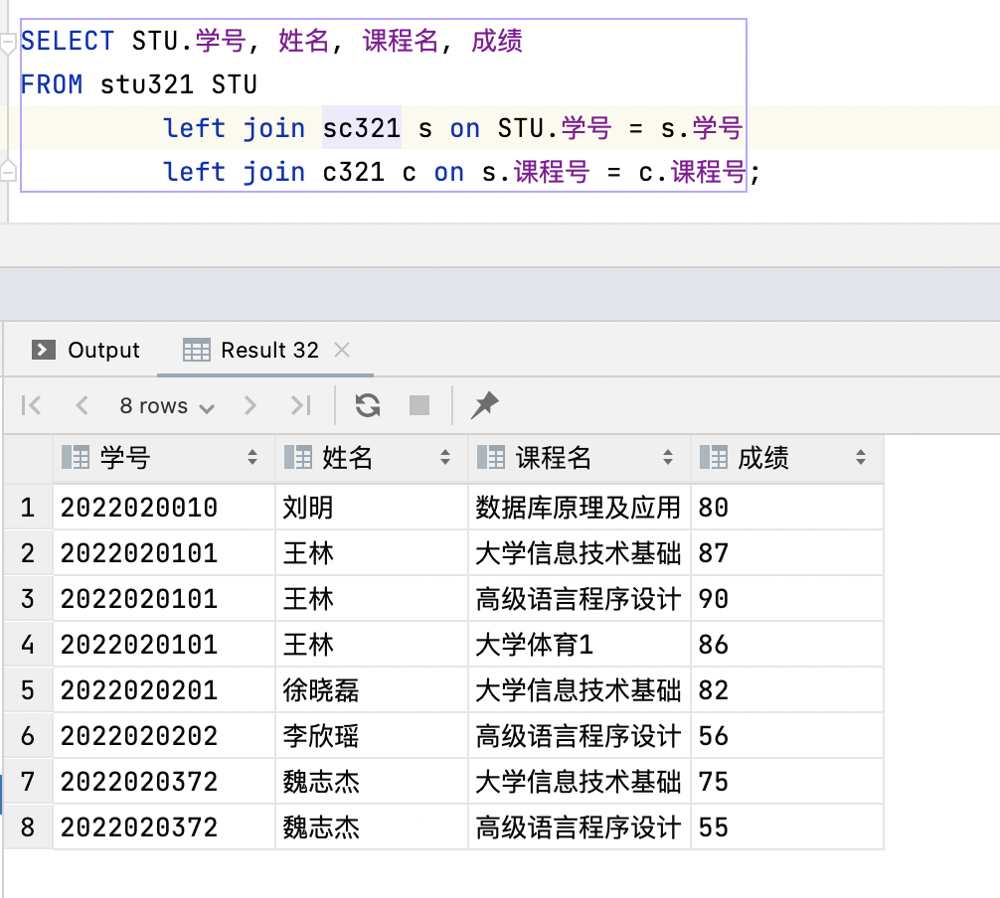 SELECT STU.学号, 姓名, 课程名, 成绩
FROM stu321 STU
left join sc321 s on STU.学号 = s.学号
left join c321 c on s.课程号 = c.课程号;
Output Result 32
8 rows
学号 姓名 课程名 成绩
1 2022020010 刘明 数据库原理及应用 80
2 2022020101 王林 大学信息技术基础 87
3 2022020101 王林 高级语言程序设计 90
4 2022020101 王林 大学体育1 86
5 2022020201 徐晓磊 大学信息技术基础 82
6 2022020202 李欣瑶 高级语言程序设计 56
7 2022020372 魏志杰 大学信息技术基础 75
8 2022020372 魏志杰 高级语言程序设计 55